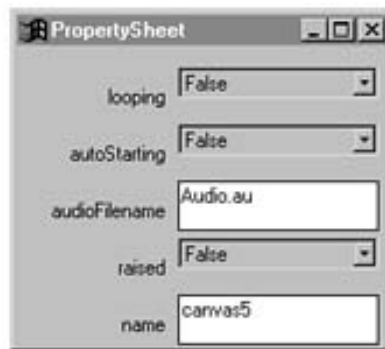 PropertySheet
looping False
autoStarting False
audioFilename Audio.au
raised False
name canvas5